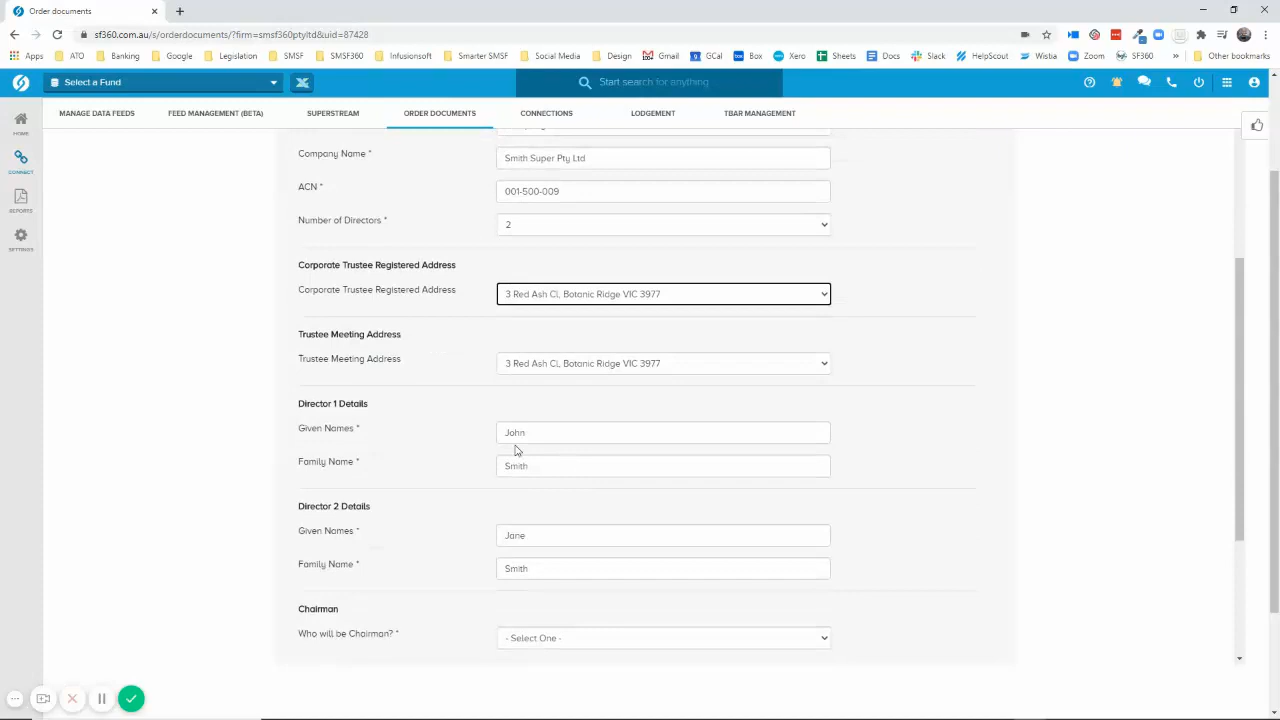 Order documents
sf360.com.au/s/orderdocuments/?firm=smsf360ptyltd&uid=87428
Apps ATO Banking Google SMSF SMSF360 Infusionsoft Smarter SMSF Social Media Design Gmail GCal Box Xero Sheets Docs Slack HelpScout Wistia Zoom SF360 » Other bookmarks
Select a Fund
Start search for anything
MANAGE DATA FEEDS FEED MANAGEMENT (BETA) SUPERSTREAM ORDER DOCUMENTS CONNECTIONS LODGEMENT TBAR MANAGEMENT
HOME
CONNECT
REPORTS
SETTINGS
Company Name * Smith Super Pty Ltd
ACN * 001-500-009
Number of Directors * 2
Corporate Trustee Registered Address
Corporate Trustee Registered Address 3 Red Ash Cl, Botanic Ridge VIC 3977
Trustee Meeting Address
Trustee Meeting Address 3 Red Ash Cl, Botanic Ridge VIC 3977
Director 1 Details
Given Names * John
Family Name * Smith
Director 2 Details
Given Names * Jane
Family Name * Smith
Chairman
Who will be Chairman? * - Select One -